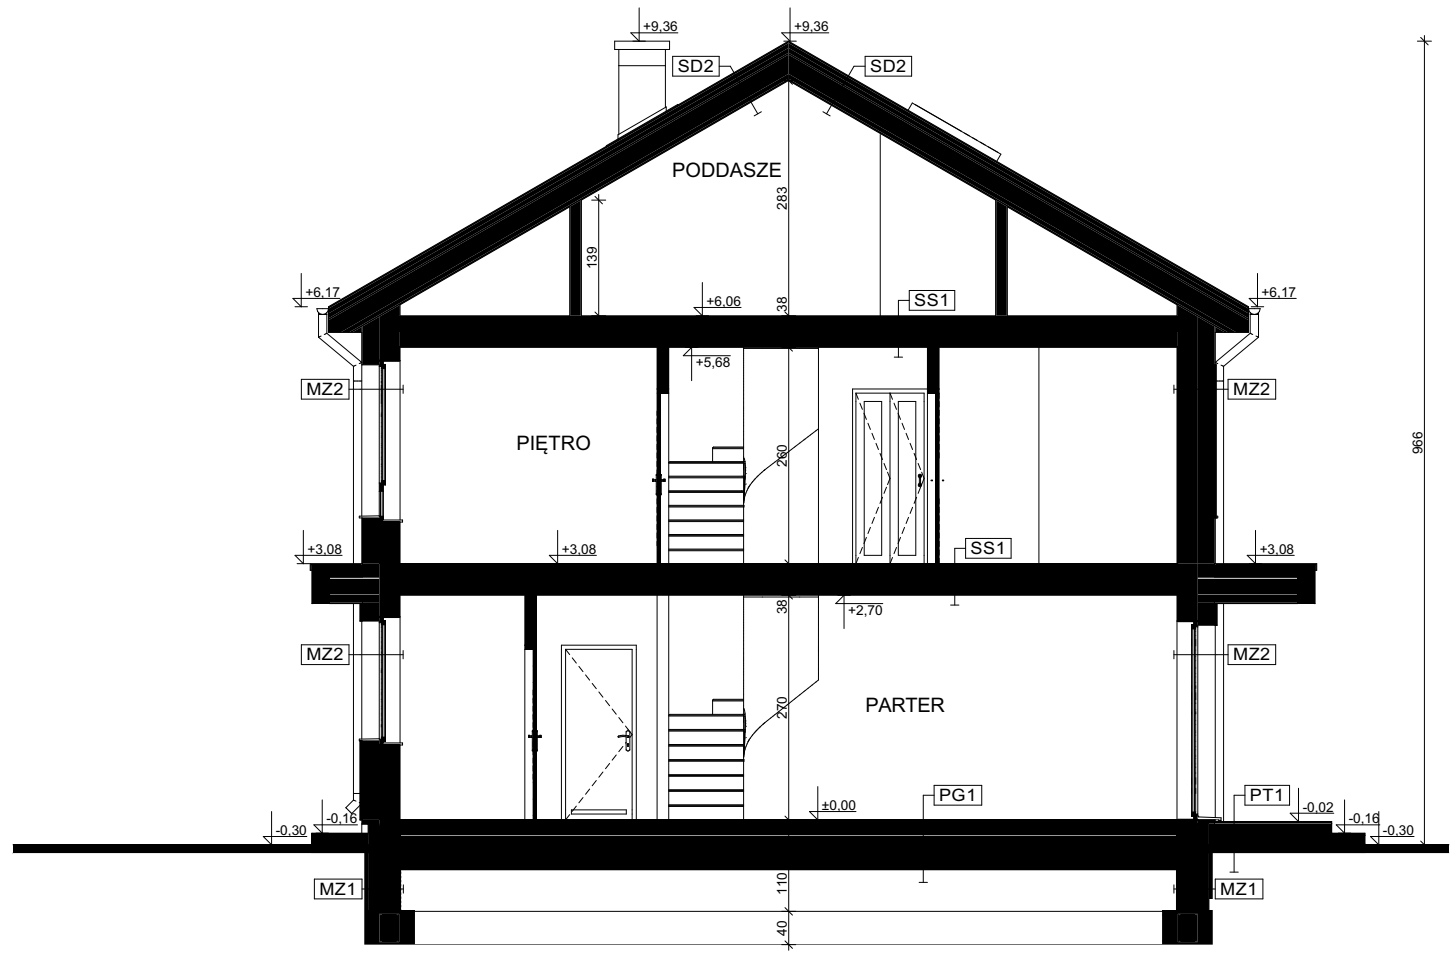 +9,36
+9,36
SD2
SD2
PODDASZE
283
139
+6,17
+6,06
38
SS1
+6,17
+5,68
MZ2
MZ2
PIĘTRO
260
966
+3,08
+3,08
SS1
+3,08
38
+2,70
MZ2
MZ2
PARTER
270
PG1
PT1
±0,00
-0,02
-0,16
-0,16
-0,30
-0,30
MZ1
110
MZ1
40